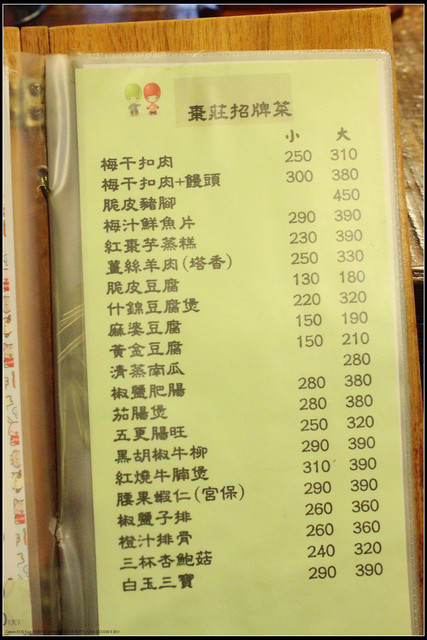 棗莊招牌菜
小 大
梅干扣肉 250 310
梅干扣肉+饅頭 300 380
脆皮豬腳 450
梅汁鮮魚片 290 390
紅棗芋蒸糕 230 390
薑絲羊肉(塔香) 250 330
脆皮豆腐 130 180
什錦豆腐煲 220 320
麻婆豆腐 150 190
黃金豆腐 150 210
清蒸南瓜 280
椒鹽肥腸 280 380
茄腸煲 280 380
五更腸旺 250 320
黑胡椒牛柳 290 390
紅燒牛腩煲 310 390
腰果蝦仁(宮保) 290 390
椒鹽子排 260 360
橙汁排骨 260 360
三杯杏鮑菇 240 320
白玉三寶 290 390